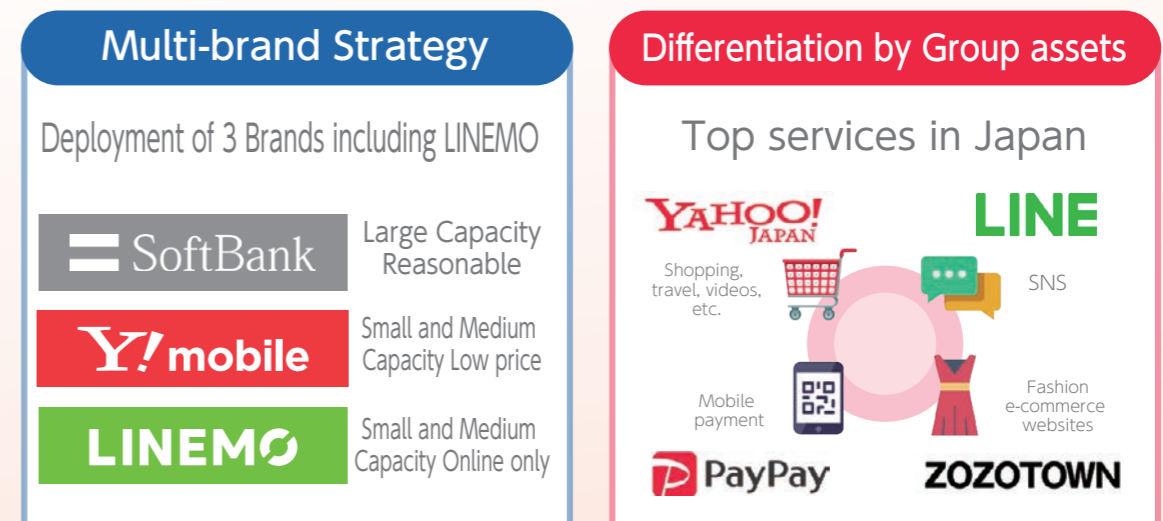 Multi-brand Strategy
Deployment of 3 Brands including LINEMO
SoftBank
Large Capacity
Reasonable
Y!mobile
Small and Medium
Capacity Low price
LINEMO
Small and Medium
Capacity Online only
Differentiation by Group assets
Top services in Japan
YAHOO!
JAPAN
Shopping,
travel, videos,
etc.
LINE
SNS
Mobile
payment
PayPay
Fashion
e-commerce
websites
ZOZOTOWN